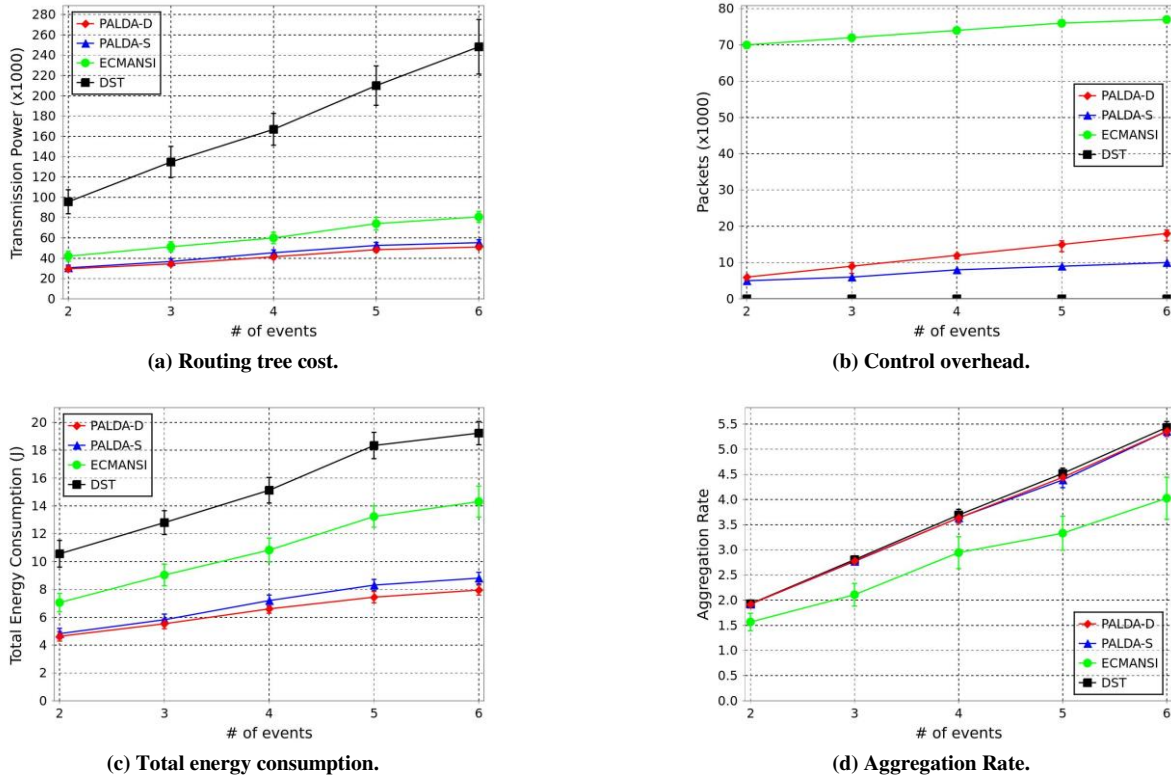 Transmission Power (x1000)
280
260
240
220
200
180
160
140
120
100
80
60
40
20
0
PALDA-D
PALDA-S
ECMANSI
DST
2 3 4 5 6
# of events
(a) Routing tree cost.
Packets (x1000)
80
70
60
50
40
30
20
10
0
PALDA-D
PALDA-S
ECMANSI
DST
2 3 4 5 6
# of events
(b) Control overhead.
Total Energy Consumption (J)
20
18
16
14
12
10
8
6
4
2
0
PALDA-D
PALDA-S
ECMANSI
DST
2 3 4 5 6
# of events
(c) Total energy consumption.
Aggregation Rate
5.5
5.0
4.5
4.0
3.5
3.0
2.5
2.0
1.5
1.0
0.5
0.0
PALDA-D
PALDA-S
ECMANSI
DST
2 3 4 5 6
# of events
(d) Aggregation Rate.